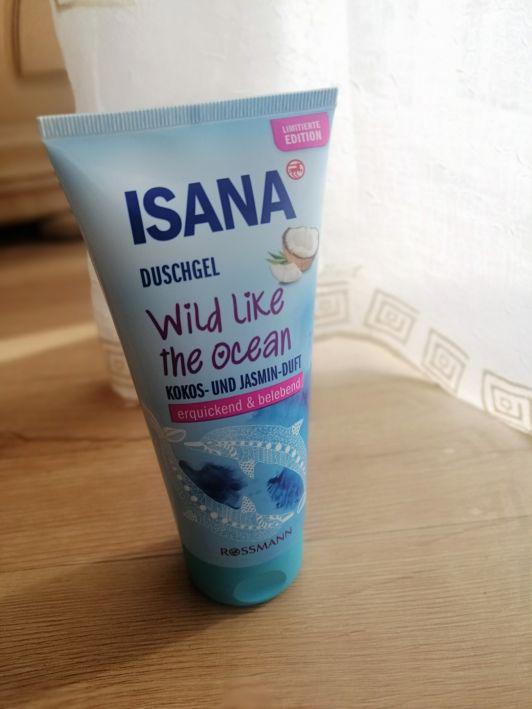 LIMITIERTE
EDITION
ISANA
DUSCHGEL
Wild like
the ocean
KOKOS- UND JASMIN-DUFT
erquickend & belebend
ROSSMANN